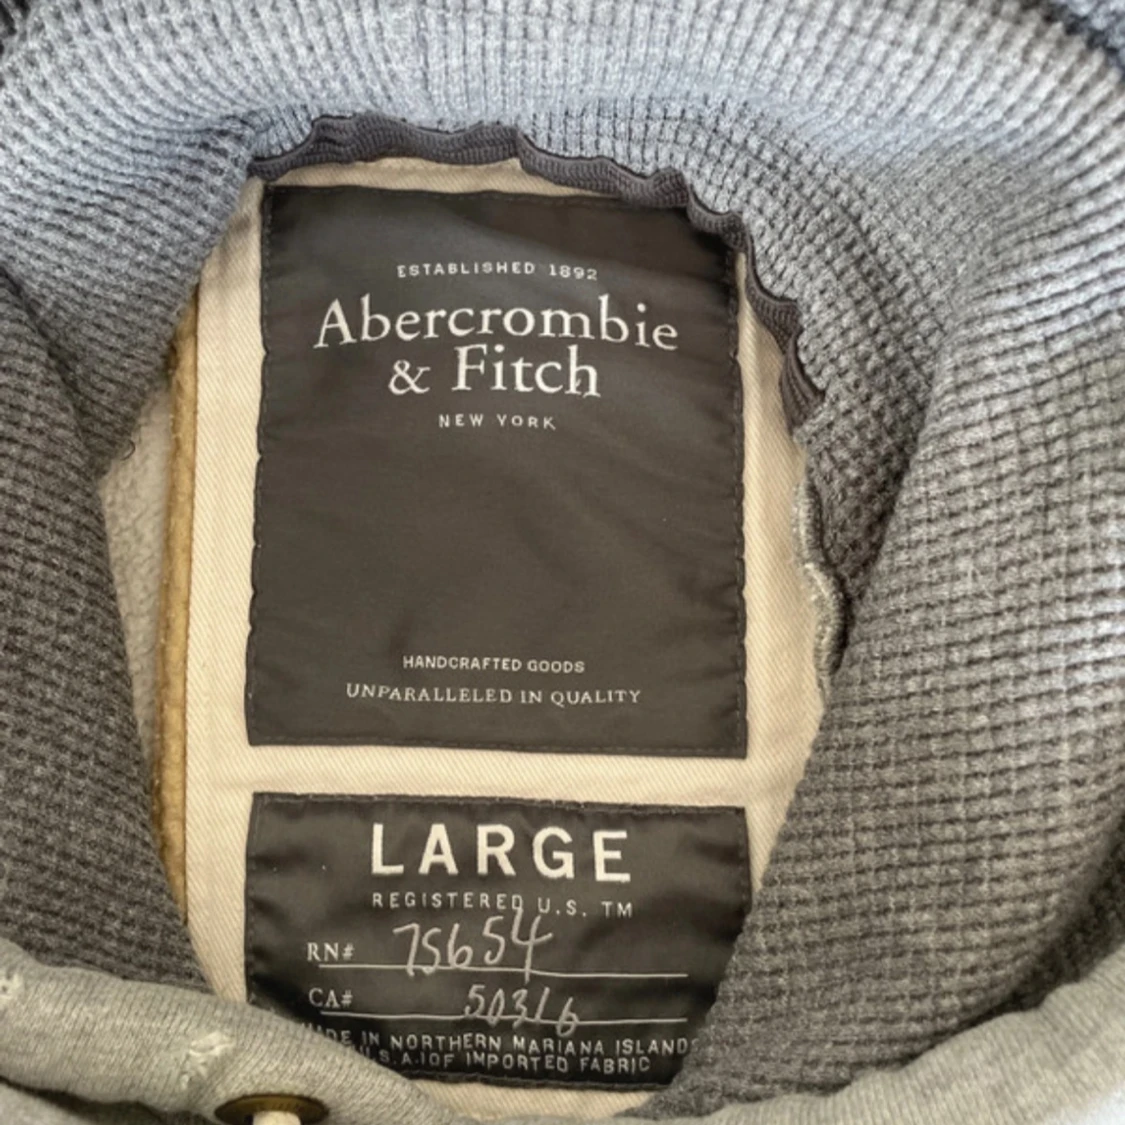 ESTABLISHED 1892
Abercrombie
& Fitch
NEW YORK
HANDCRAFTED GOODS
UNPARALLELED IN QUALITY
LARGE
REGISTERED U.S. TM
RN# 75654
CA# 50316
MADE IN NORTHERN MARIANA ISLANDS
U.S.A.) OF IMPORTED FABRIC